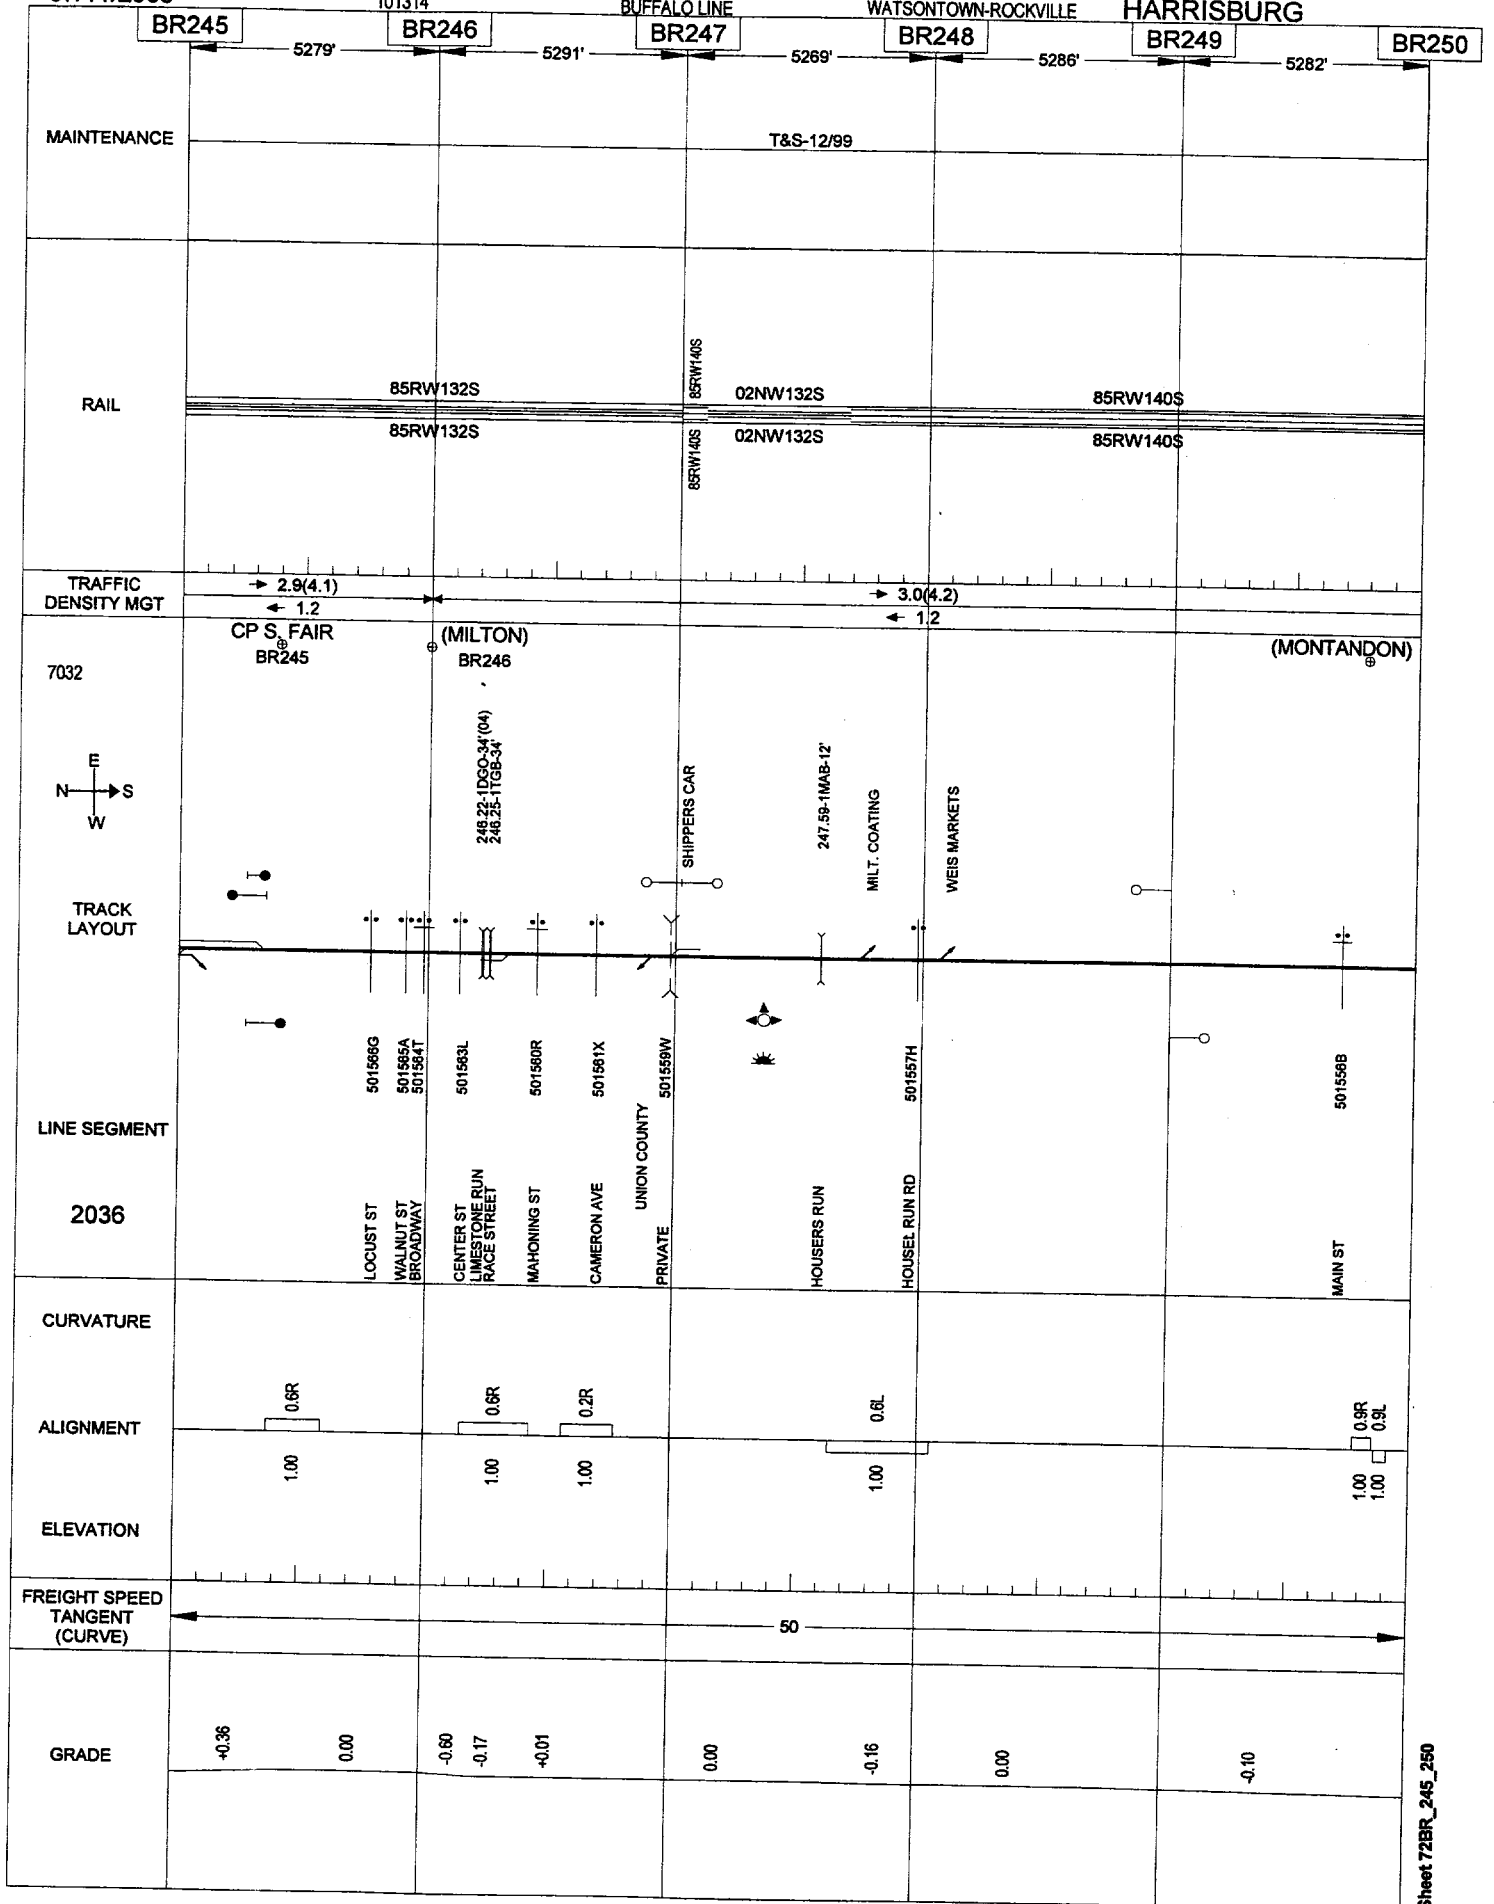 101314
BUFFALO LINE
WATSONTOWN-ROCKVILLE
HARRISBURG
BR245
BR246
BR247
BR248
BR249
BR250
5279'
5291'
5269'
5286'
5282'
MAINTENANCE
T&S-12/99
RAIL
85RW132S
85RW140S
02NW132S
85RW140S
85RW132S
85RW140S
02NW132S
85RW140S
TRAFFIC
DENSITY MGT
2.9(4.1)
1.2
3.0(4.2)
1.2
CP S. FAIR
BR245
(MILTON)
BR246
(MONTANDON)
7032
E
N
S
W
246.22-1DGO-34'(04)
246.25-1TGB-34'
SHIPPERS CAR
247.59-1MAB-12'
MILT. COATING
WEIS MARKETS
TRACK
LAYOUT
501566G
501565A
501564T
501563L
501560R
501561X
501559W
501557H
501556B
LINE SEGMENT
2036
LOCUST ST
WALNUT ST
BROADWAY
CENTER ST
LIMESTONE RUN
RACE STREET
MAHONING ST
CAMERON AVE
UNION COUNTY
PRIVATE
HOUSERS RUN
HOUSEL RUN RD
MAIN ST
CURVATURE
ALIGNMENT
0.6R
0.6R
0.2R
0.6L
0.9R
0.9L
1.00
1.00
1.00
1.00
1.00
1.00
ELEVATION
FREIGHT SPEED
TANGENT
(CURVE)
50
GRADE
+0.36
0.00
-0.60
-0.17
+0.01
0.00
-0.16
0.00
-0.10
Sheet 72BR_245_250